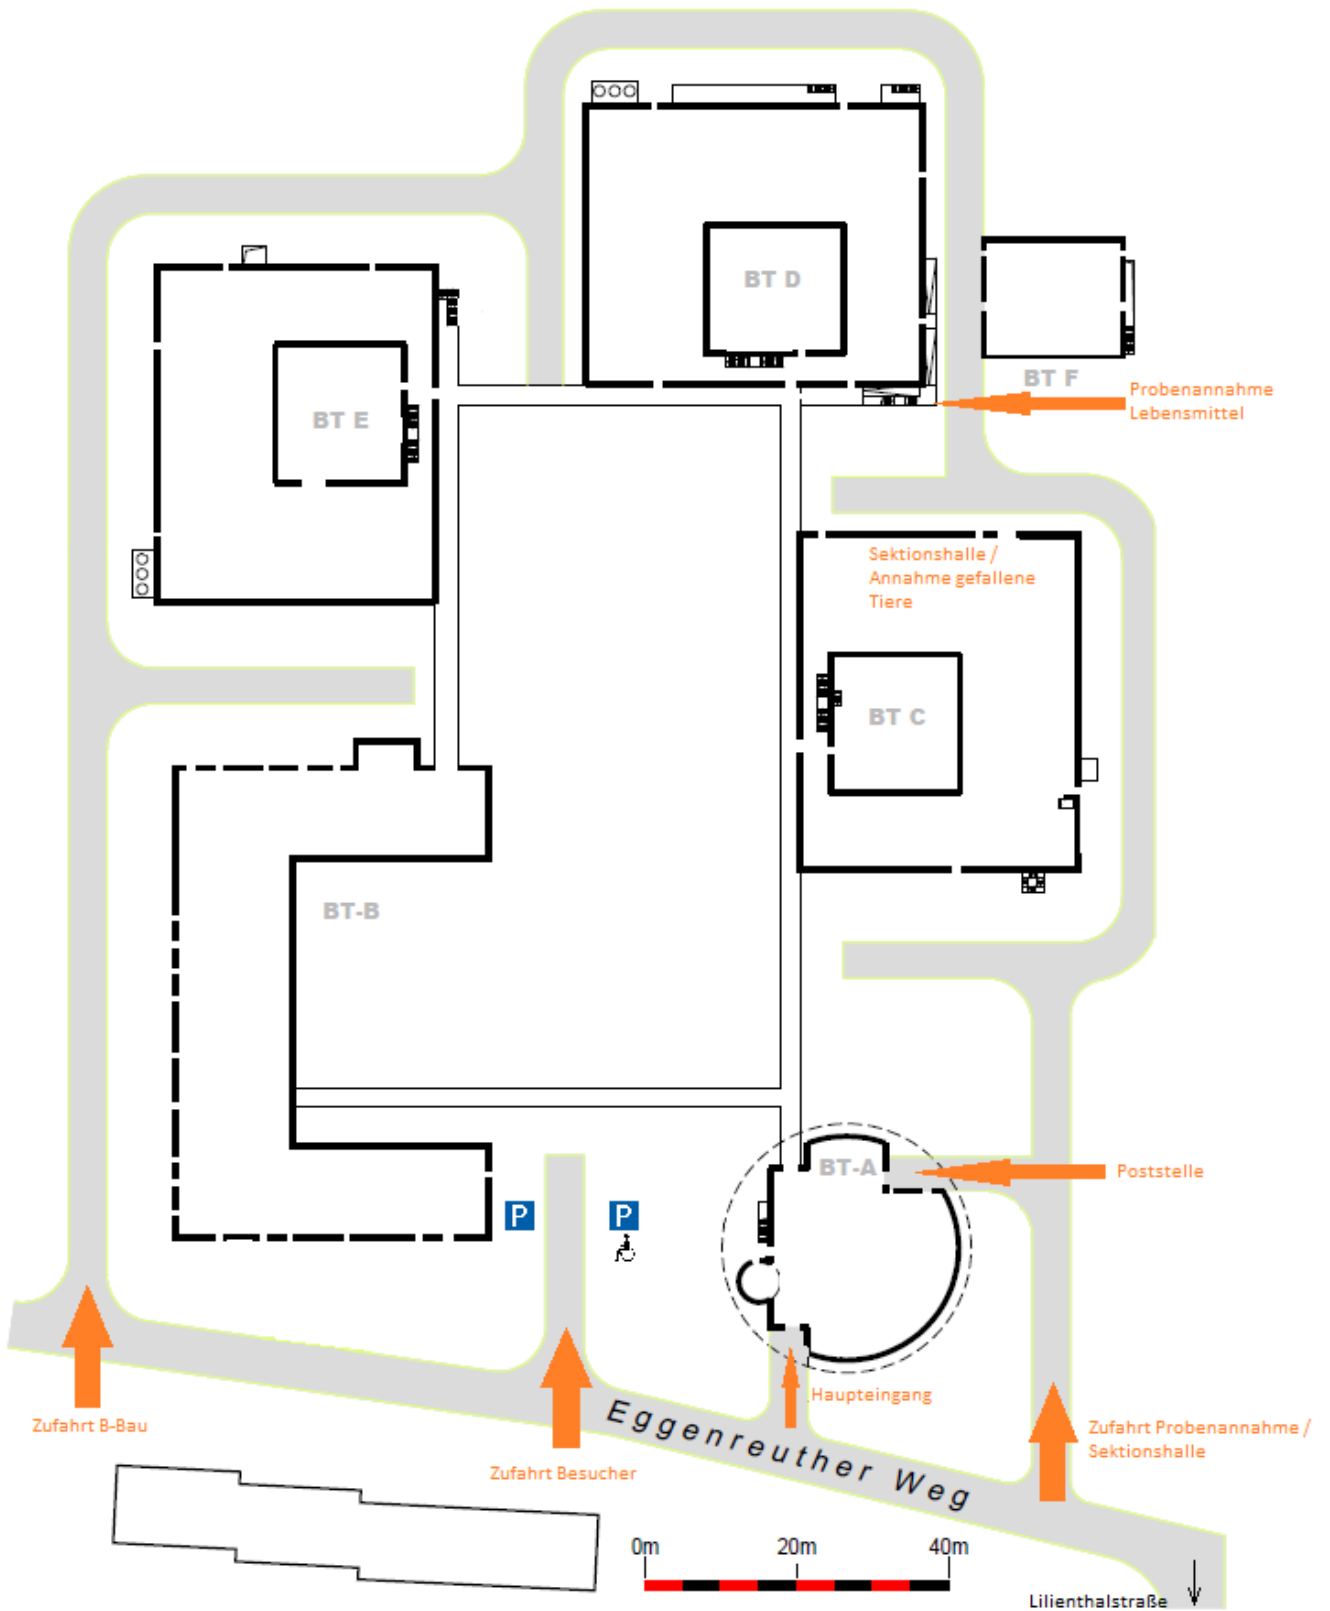 BT D
BT F
Probenannahme
Lebensmittel
BT E
Sektionshalle /
Annahme gefallene
Tiere
BT C
BT-B
BT-A
Poststelle
P
P
Haupteingang
Zufahrt B-Bau
Zufahrt Besucher
Eggenreuther Weg
Zufahrt Probenannahme /
Sektionshalle
0m 20m 40m
Lilienthalstraße